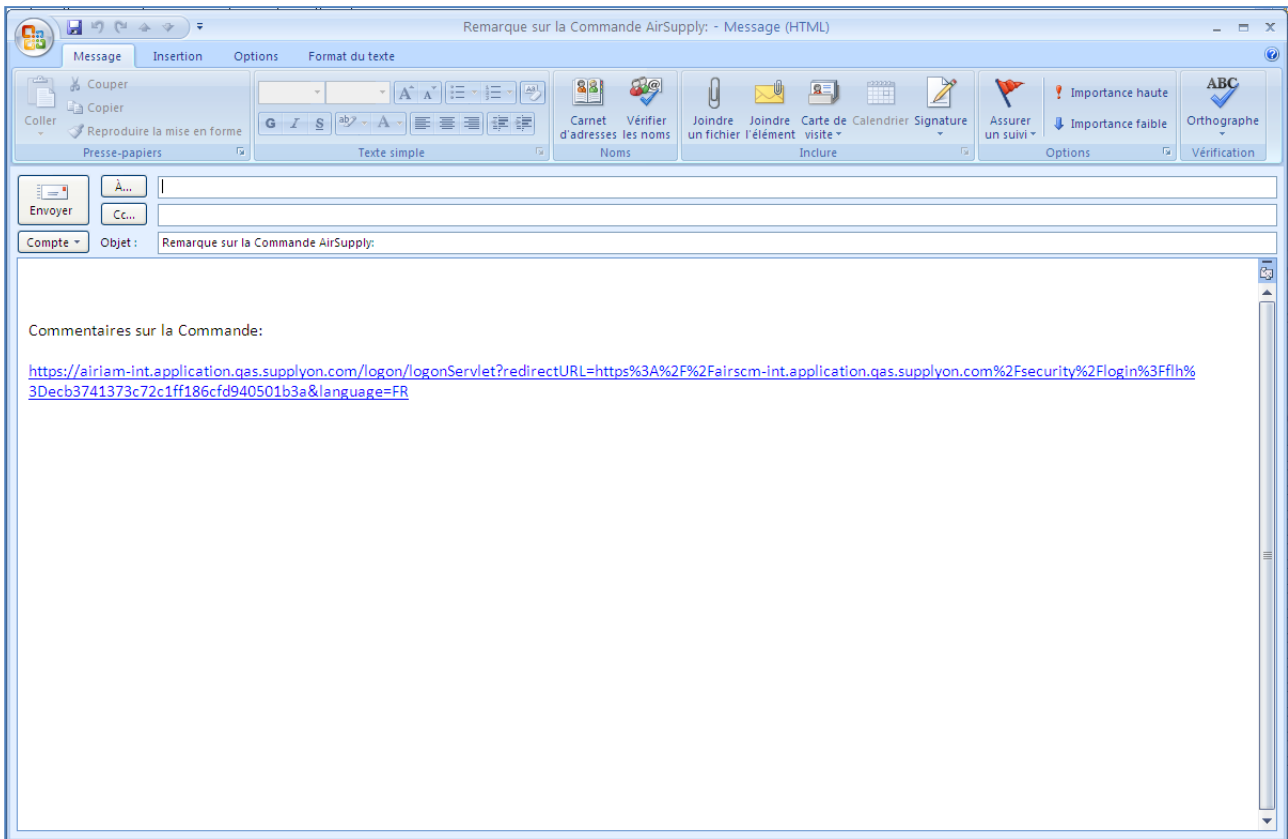 Remarque sur la Commande AirSupply: - Message (HTML)
Message Insertion Options Format du texte
Coller
Couper
Copier
Reproduire la mise en forme
Presse-papiers
G I S ab A
Texte simple
Carnet d'adresses
Vérifier les noms
Noms
Joindre un fichier
Joindre l'élément
Carte de visite
Calendrier
Signature
Inclure
Assurer un suivi
Importance haute
Importance faible
Options
ABC
Orthographe
Vérification
Envoyer
À...
Cc...
Compte
Objet :
Remarque sur la Commande AirSupply:
Commentaires sur la Commande:
https://airiam-int.application.qas.supplyon.com/logon/logonServlet?redirectURL=https%3A%2F%2Fairscm-int.application.qas.supplyon.com%2Fsecurity%2Flogin%3Fflh%
3Decb3741373c72c1ff186cfd940501b3a&language=FR